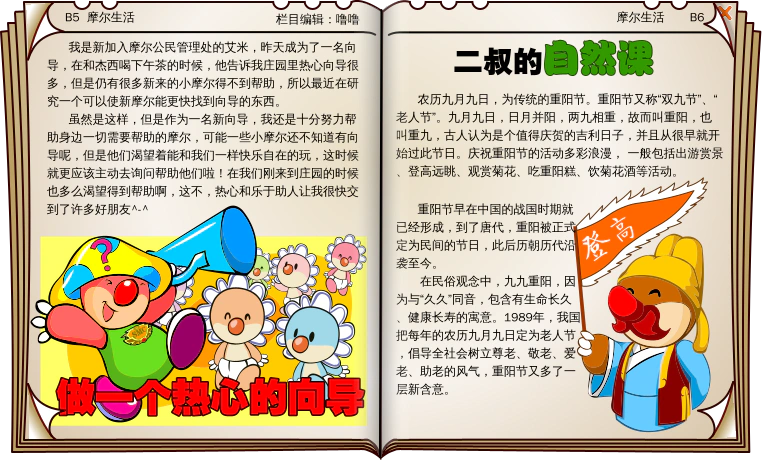 B5 摩尔生活
栏目编辑：噜噜
我是新加入摩尔公民管理处的艾米，昨天成为了一名向
导，在和杰西喝下午茶的时候，他告诉我庄园里热心向导很
多，但是仍有很多新来的小摩尔得不到帮助，所以最近在研
究一个可以使新摩尔能更快找到向导的东西。
虽然是这样，但是作为一名新向导，我还是十分努力帮
助身边一切需要帮助的摩尔，可能一些小摩尔还不知道有向
导呢，但是他们渴望着能和我们一样快乐自在的玩，这时候
就更应该主动去询问帮助他们啦！在我们刚来到庄园的时候
也多么渴望得到帮助啊，这不，热心和乐于助人让我很快交
到了许多好朋友^-^
?
做一个热心的向导
摩尔生活 B6
二叔的自然课
农历九月九日，为传统的重阳节。重阳节又称“双九节”、“
老人节”。九月九日，日月并阳，两九相重，故而叫重阳，也
叫重九，古人认为是个值得庆贺的吉利日子，并且从很早就开
始过此节日。庆祝重阳节的活动多彩浪漫， 一般包括出游赏景
、登高远眺、观赏菊花、吃重阳糕、饮菊花酒等活动。
重阳节早在中国的战国时期就
已经形成，到了唐代，重阳被正式
定为民间的节日，此后历朝历代沿
袭至今。
在民俗观念中，九九重阳，因
为与“久久”同音，包含有生命长久
、健康长寿的寓意。1989年，我国
把每年的农历九月九日定为老人节
，倡导全社会树立尊老、敬老、爱
老、助老的风气，重阳节又多了一
层新含意。
登高